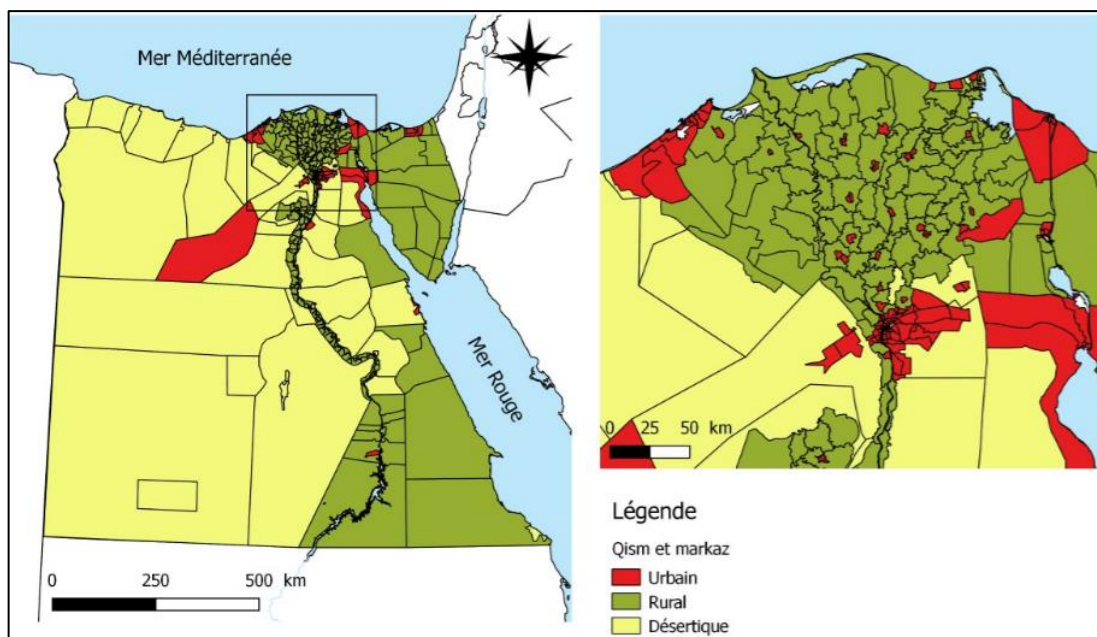 Mer Méditerranée
Mer Rouge
0 250 500 km
0 25 50 km
Légende
Qism et markaz
Urbain
Rural
Désertique